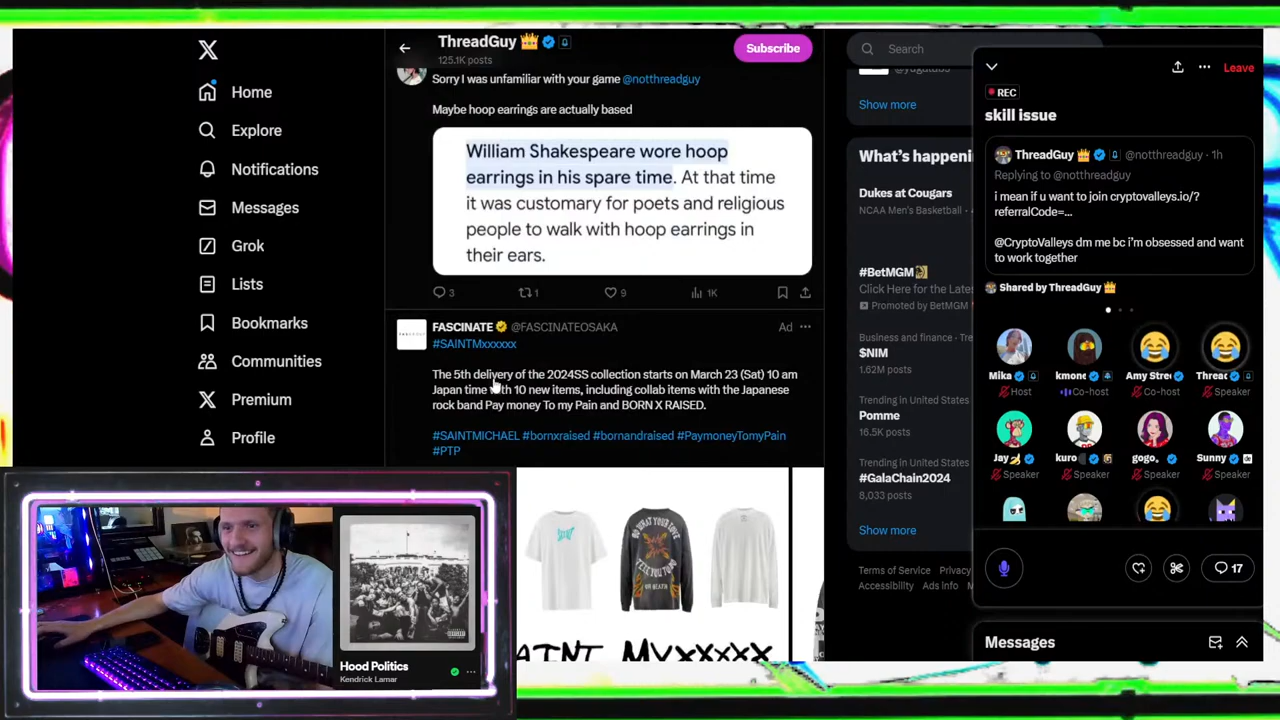 ThreadGuy
125.1K posts
Subscribe
Home
Explore
Notifications
Messages
Grok
Lists
Bookmarks
Communities
Premium
Profile
Sorry I was unfamiliar with your game @notthreadguy
Maybe hoop earrings are actually based
William Shakespeare wore hoop
earrings in his spare time. At that time
it was customary for poets and religious
people to walk with hoop earrings in
their ears.
3
1
9
1K
FASCINATE @FASCINATEOSAKA
Ad
#SAINTMxxxxxx
The 5th delivery of the 2024SS collection starts on March 23 (Sat) 10 am
Japan time with 10 new items, including collab items with the Japanese
rock band Pay money To my Pain and BORN X RAISED.
#SAINTMICHAEL #bornxraised #bornandraised #PaymoneyTomyPain
#PTP
Search
Show more
What's happeni
Dukes at Cougars
NCAA Men's Basketball
#BetMGM
Click Here for the Lates
Promoted by BetMGM
Business and finance
$NIM
1.62M posts
Trending in United States
Pomme
16.5K posts
Trending in United States
#GalaChain2024
8,033 posts
Show more
Terms of Service Privacy
Accessibility Ads info
Leave
REC
skill issue
ThreadGuy @notthreadguy · 1h
Replying to @notthreadguy
i mean if u want to join cryptovalleys.io/?
referralCode=…
@CryptoValleys dm me bc i'm obsessed and want
to work together
Shared by ThreadGuy
Mika
Host
kmone
Co-host
Amy Stre
Co-host
Thread
Speaker
Jay
Speaker
kuro
Speaker
gogo.
Speaker
Sunny
Speaker
17
Messages
Hood Politics
Kendrick Lamar
AINT MYXXXXX